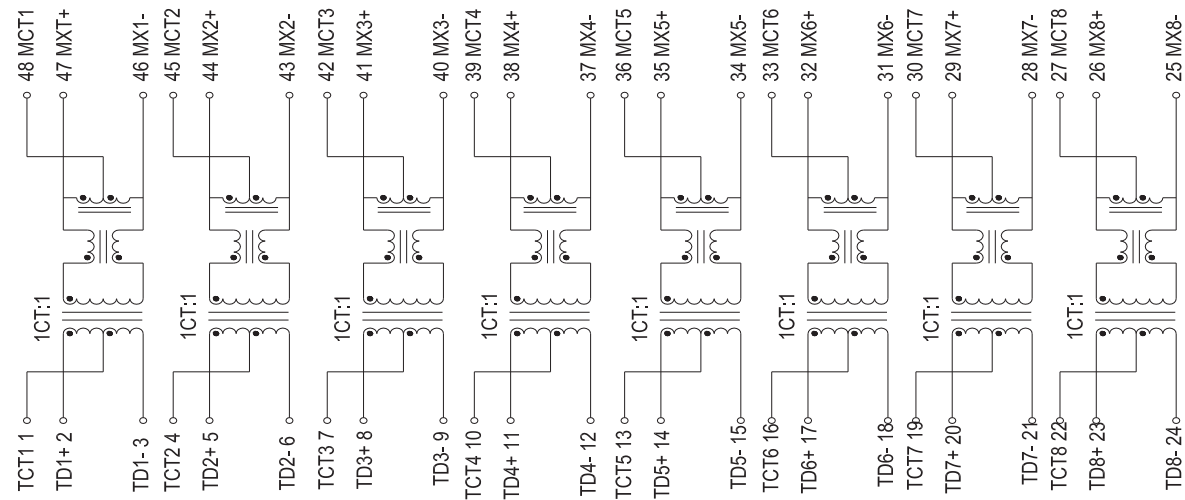 48 MCT1
47 MXT+
46 MX1-
45 MCT2
44 MX2+
43 MX2-
42 MCT3
41 MX3+
40 MX3-
39 MCT4
38 MX4+
37 MX4-
36 MCT5
35 MX5+
34 MX5-
33 MCT6
32 MX6+
31 MX6-
30 MCT7
29 MX7+
28 MX7-
27 MCT8
26 MX8+
25 MX8-
1CT:1
1CT:1
1CT:1
1CT:1
1CT:1
1CT:1
1CT:1
1CT:1
TCT1 1
TD1+ 2
TD1- 3
TCT2 4
TD2+ 5
TD2- 6
TCT3 7
TD3+ 8
TD3- 9
TCT4 10
TD4+ 11
TD4- 12
TCT5 13
TD5+ 14
TD5- 15
TCT6 16
TD6+ 17
TD6- 18
TCT7 19
TD7+ 20
TD7- 21
TCT8 22
TD8+ 23
TD8- 24